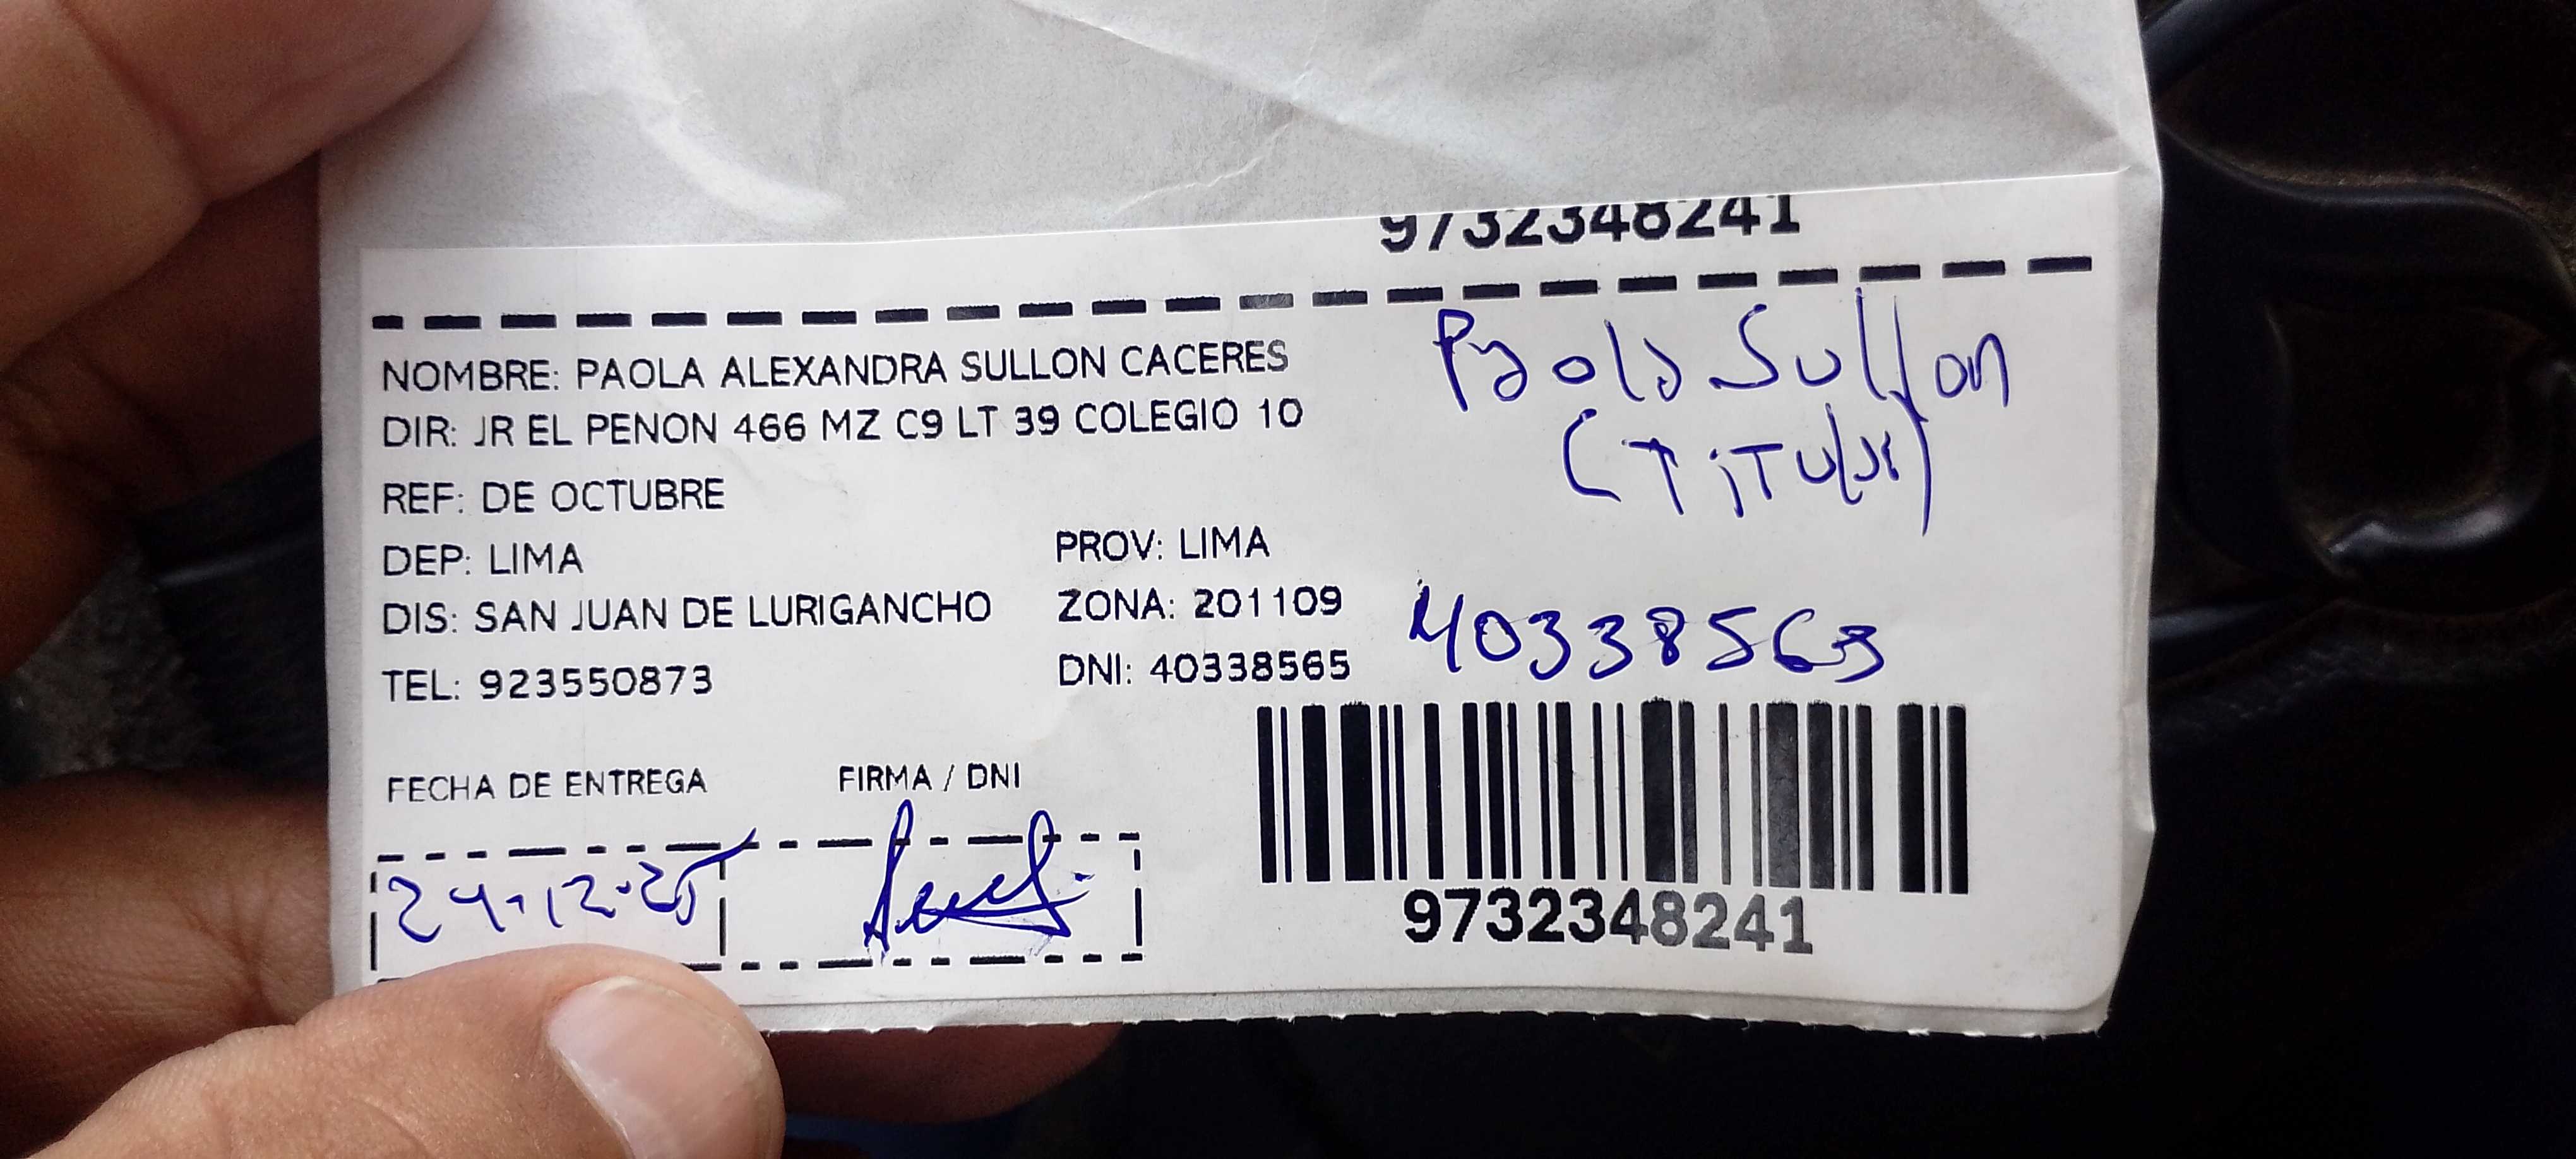 9732348241
NOMBRE: PAOLA ALEXANDRA SULLON CACERES
DIR: JR EL PENON 466 MZ C9 LT 39 COLEGIO 10
REF: DE OCTUBRE
DEP: LIMA
PROV: LIMA
DIS: SAN JUAN DE LURIGANCHO
ZONA: 201109
TEL: 923550873
DNI: 40338565
Paola Sullon
(TiTular)
FECHA DE ENTREGA
FIRMA / DNI
24-12-25
9732348241